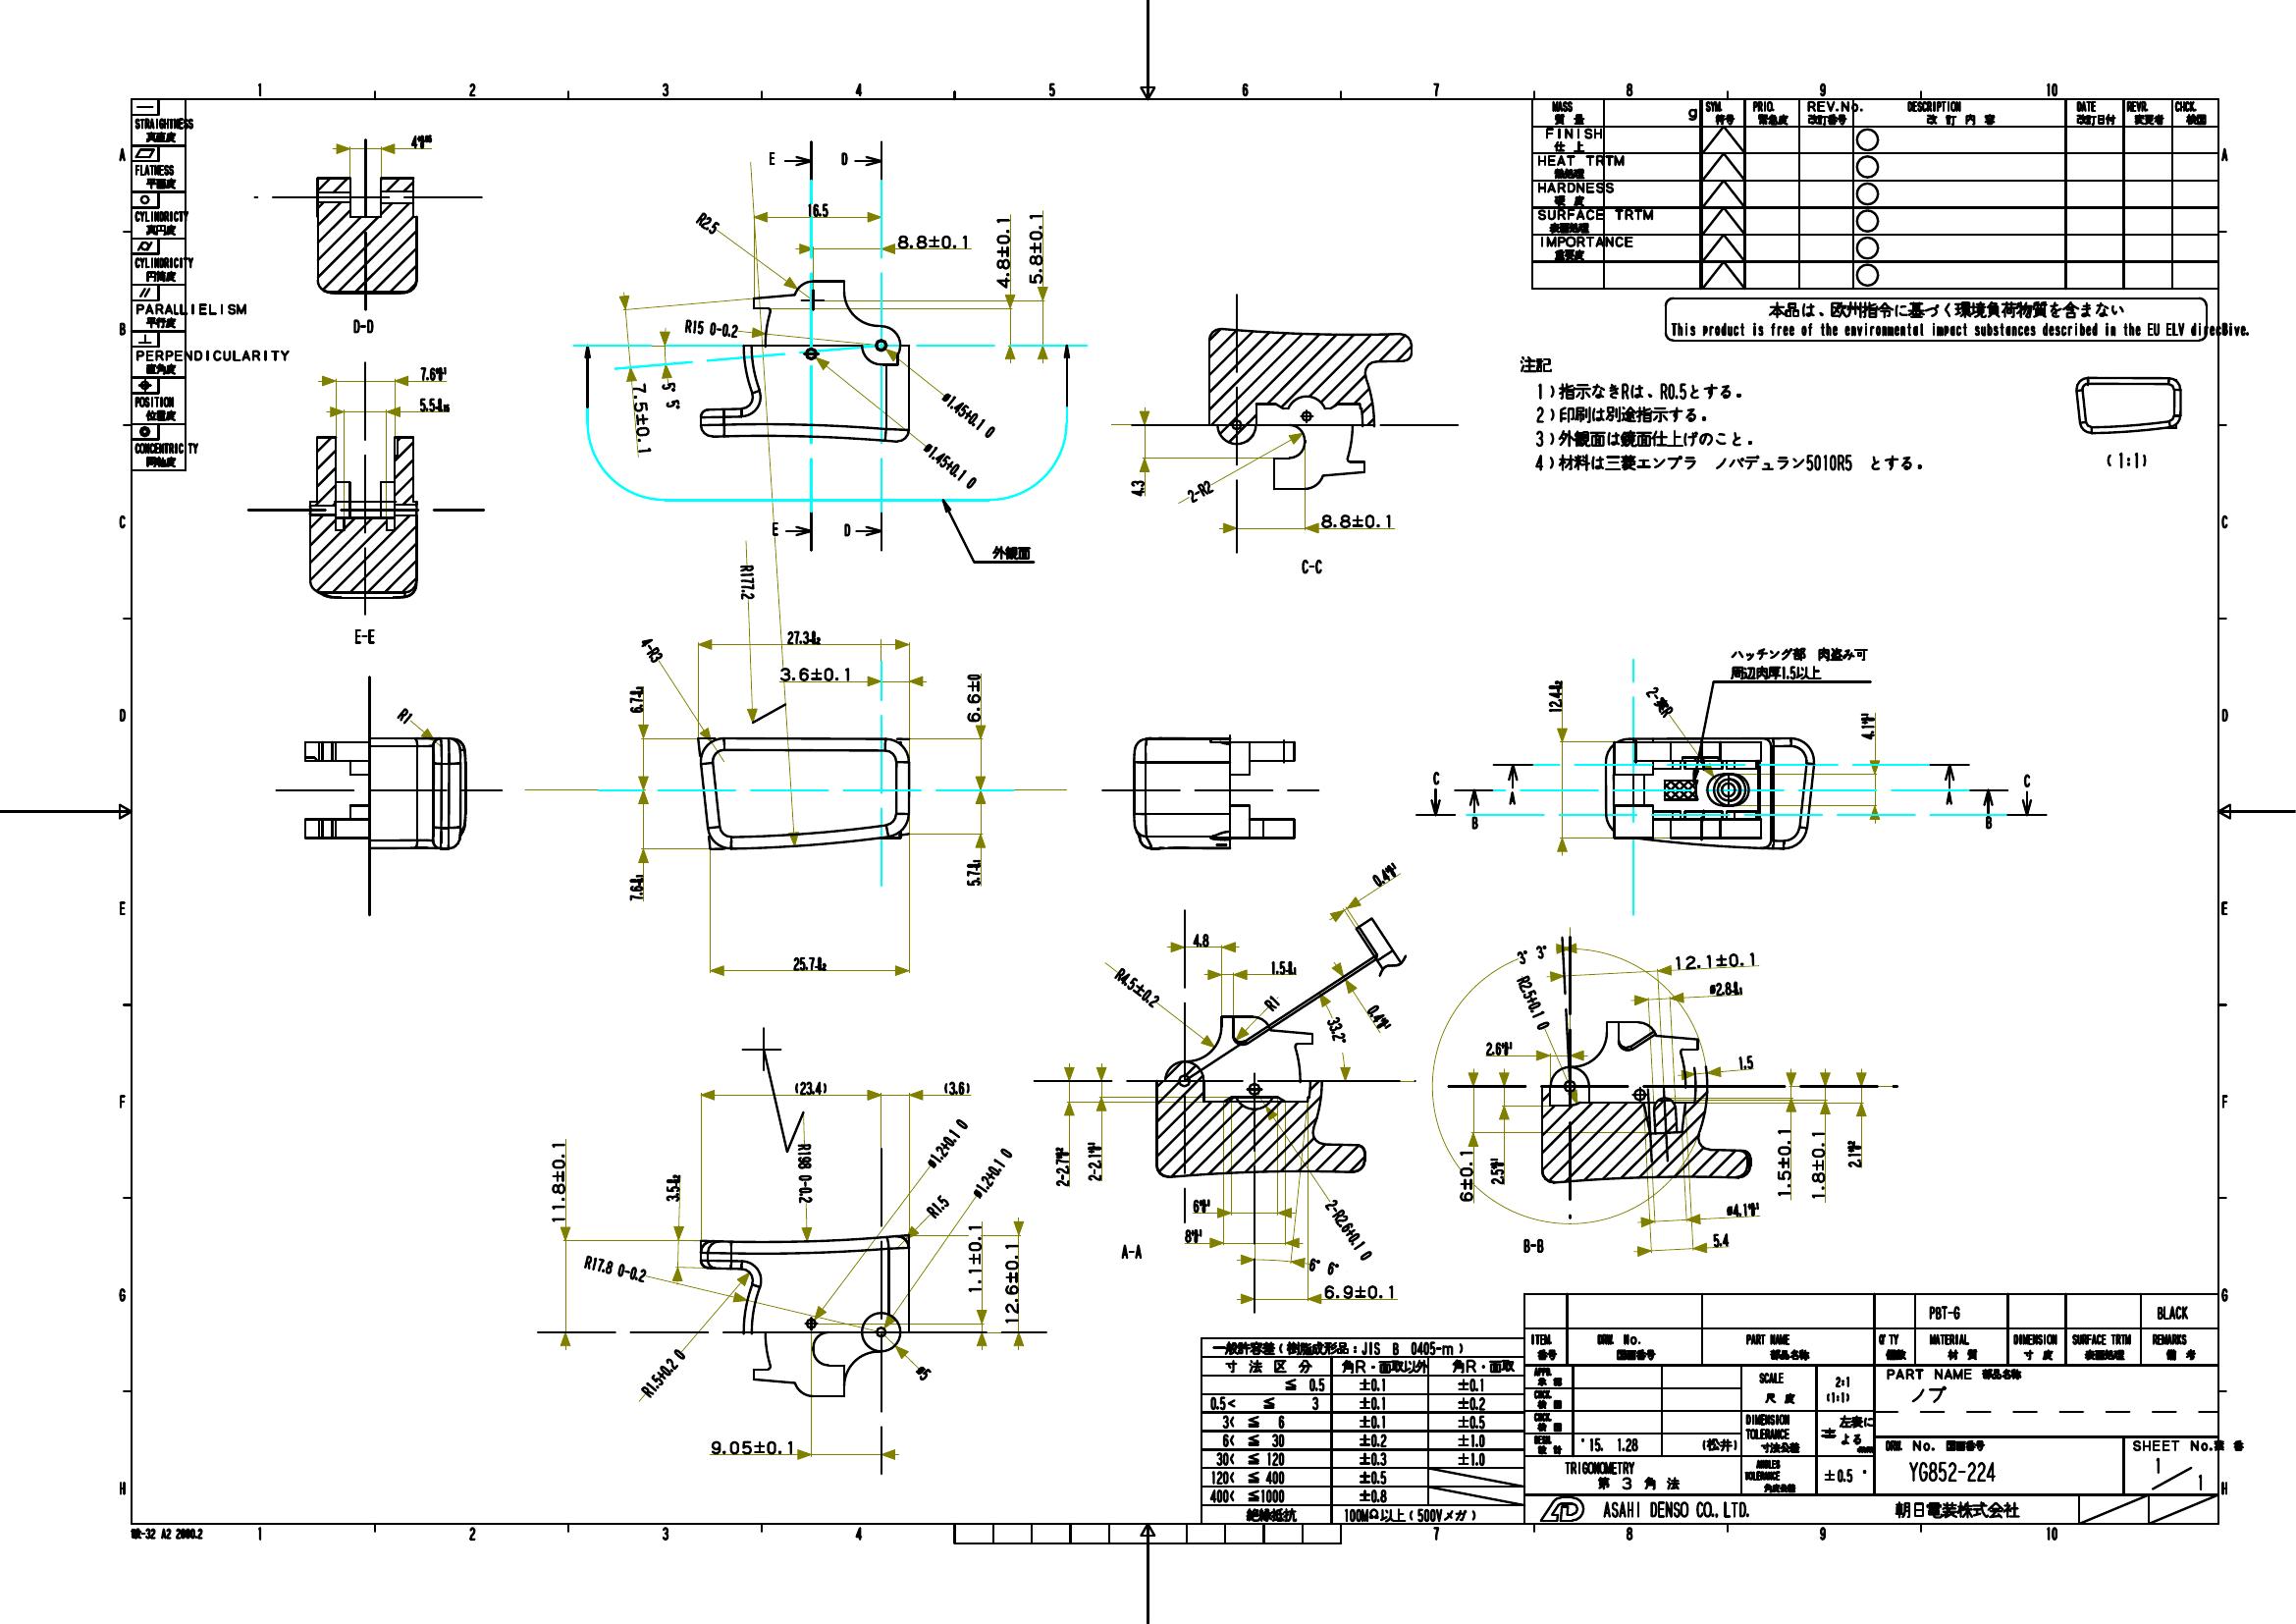 1 2 3 4 5 6 7 8 9 10
A B C D E F G H
STRAIGHTNESS
真直度
FLATNESS
平面度
CYLINDRICTY
真円度
CYLINDRICITY
円筒度
PARALLIELISM
平行度
PERPENDICULARITY
直角度
POSITION
位置度
CONCENTRICITY
同軸度
D-D
7.6
5.5
E-E
E D
16.5
R2.5
8.8±0.1
4.8±0.1
5.8±0.1
R15 0-0.2
5° 5°
7.5±0.1
ø1.45+0.1 0
ø1.45+0.1 0
E D
外観面
R177.2
4.3
2-R2
8.8±0.1
C-C
MASS
質 量
g
SYM.
符号
PRIO.
緊急度
REV.No.
改訂番号
DESCRIPTION
改 訂 内 容
DATE
改訂日付
REVR.
変更者
CHCK.
検図
FINISH
仕 上
HEAT TRTM
熱処理
HARDNESS
硬 度
SURFACE TRTM
表面処理
IMPORTANCE
重要度
本品は、欧州指令に基づく環境負荷物質を含まない
This product is free of the environmental impact substances described in the EU ELV directive.
注記
1)指示なきRは、R0.5とする。
2)印刷は別途指示する。
3)外観面は鏡面仕上げのこと。
4)材料は三菱エンプラ ノバデュラン5010R5 とする。
(1:1)
R1
4-R3
27.3
3.6±0.1
6.7
6.6±0
7.6
5.7
25.7
ハッチング部 肉盗み可
周辺肉厚1.5以上
12.4
4.1
C A B
A B C
(23.4)
(3.6)
11.8±0.1
3.5
R198 0-0.2
ø1.2+0.1 0
ø1.2+0.1 0
R1.5
R17.8 0-0.2
R1.5+0.2 0
1.1±0.1
12.6±0.1
9.05±0.1
4.8
1.5
R4.5±0.2
R1
33.2°
0.4
0.4
2-2.7
2-2.1
6
8
2-R2.6+0.1 0
6° 6°
6.9±0.1
A-A
3° 3°
12.1±0.1
ø2.8
R2.5+0.1 0
2.6
1.5
6±0.1
2.5
1.5±0.1
1.8±0.1
2.1
ø4.1
5.4
B-B
一般許容差(樹脂成形品:JIS B 0405-m)
寸 法 区 分 角R・面取以外 角R・面取
≦ 0.5 ±0.1 ±0.1
0.5< ≦ 3 ±0.1 ±0.2
3< ≦ 6 ±0.1 ±0.5
6< ≦ 30 ±0.2 ±1.0
30< ≦ 120 ±0.3 ±1.0
120< ≦ 400 ±0.5
400< ≦1000 ±0.8
絶縁抵抗 100MΩ以上(500Vメガ)
PBT-G BLACK
ITEM. 番号
DRW. No. 図面番号
PART NAME 部品名称
Q'TY 個数
MATERIAL 材 質
DIMENSION 寸 度
SURFACE TRTM 表面処理
REMARKS 備 考
APPD. 承 認
CHCK. 検 図
CHCK. 検 図
DESN. 設 計
'15. 1.28 (松井)
SCALE 尺 度
2:1
(1:1)
DIMENSION TOLERANCE 寸法公差
± 左表による
ANGLES TOLERANCE 角度公差
±0.5°
TRIGONOMETRY
第 3 角 法
PART NAME 部品名称
ノブ
DRW. No. 図面番号
YG852-224
SHEET No.
1/1
ASAHI DENSO CO., LTD. 朝日電装株式会社
1 2 3 4 7 8 9 10